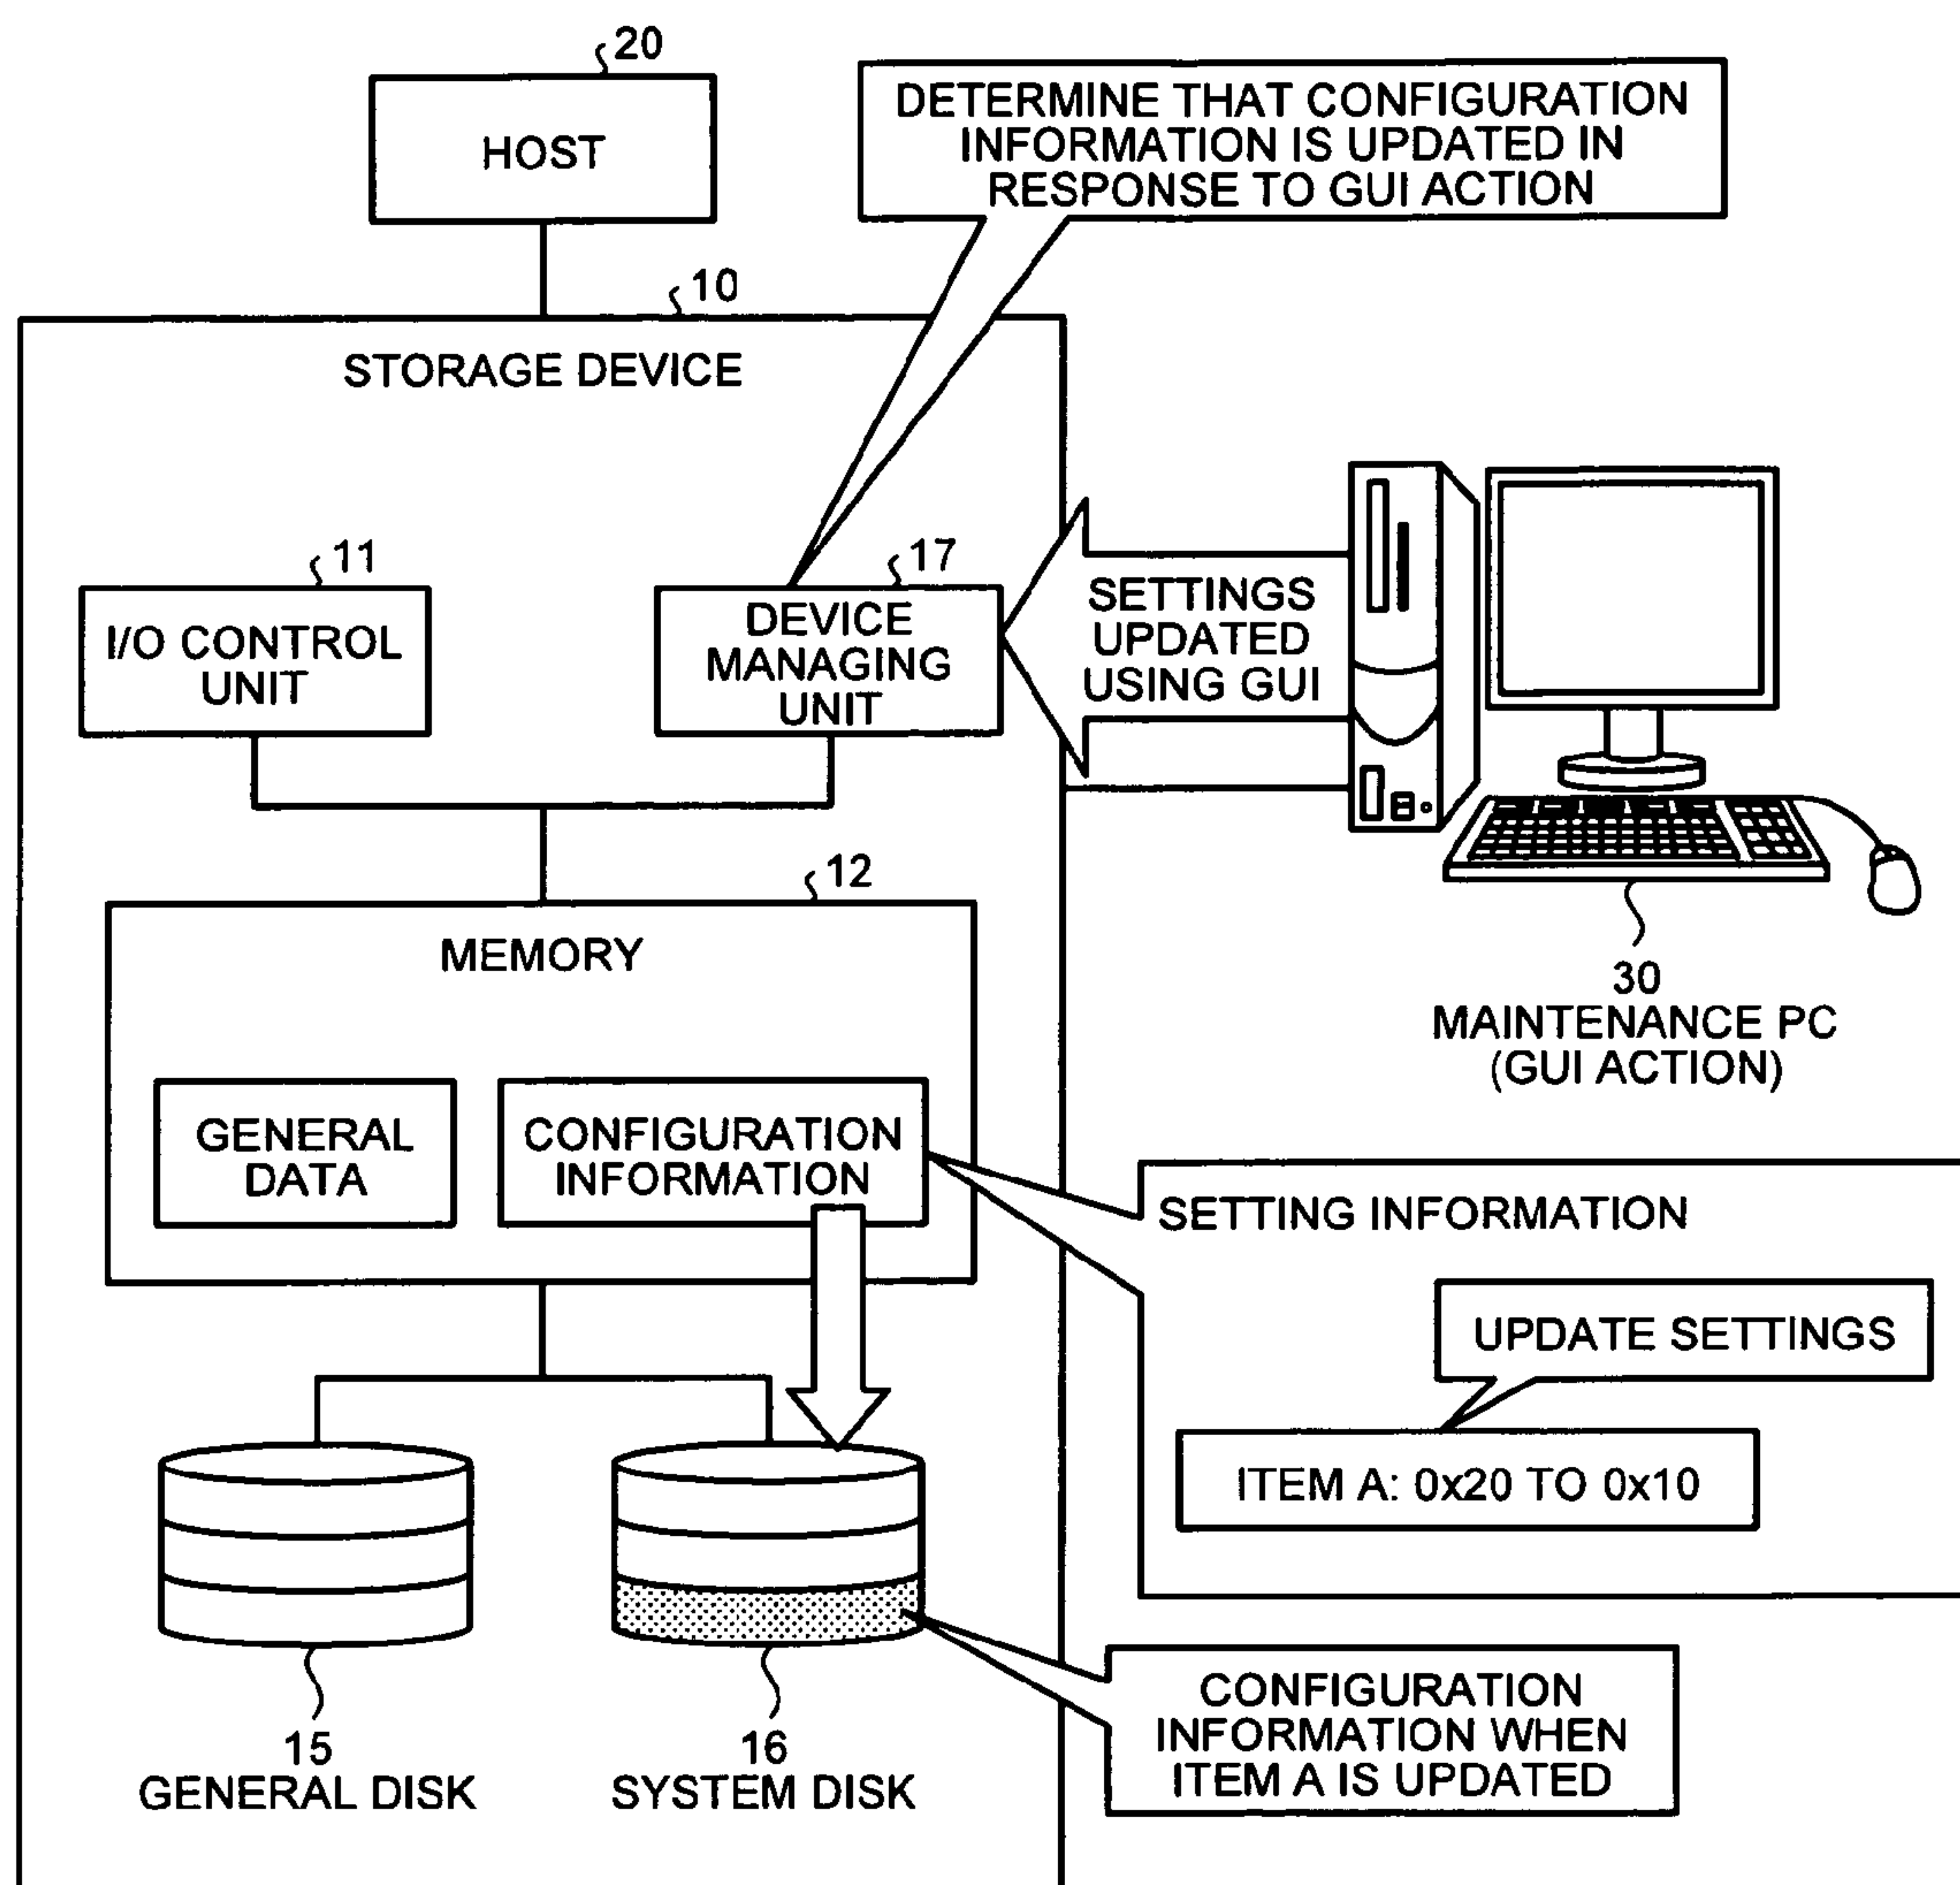 20
HOST
DETERMINE THAT CONFIGURATION
INFORMATION IS UPDATED IN
RESPONSE TO GUI ACTION
10
STORAGE DEVICE
11
I/O CONTROL
UNIT
17
DEVICE
MANAGING
UNIT
SETTINGS
UPDATED
USING GUI
12
MEMORY
30
MAINTENANCE PC
(GUI ACTION)
GENERAL
DATA
CONFIGURATION
INFORMATION
SETTING INFORMATION
UPDATE SETTINGS
ITEM A: 0x20 TO 0x10
15
GENERAL DISK
16
SYSTEM DISK
CONFIGURATION
INFORMATION WHEN
ITEM A IS UPDATED